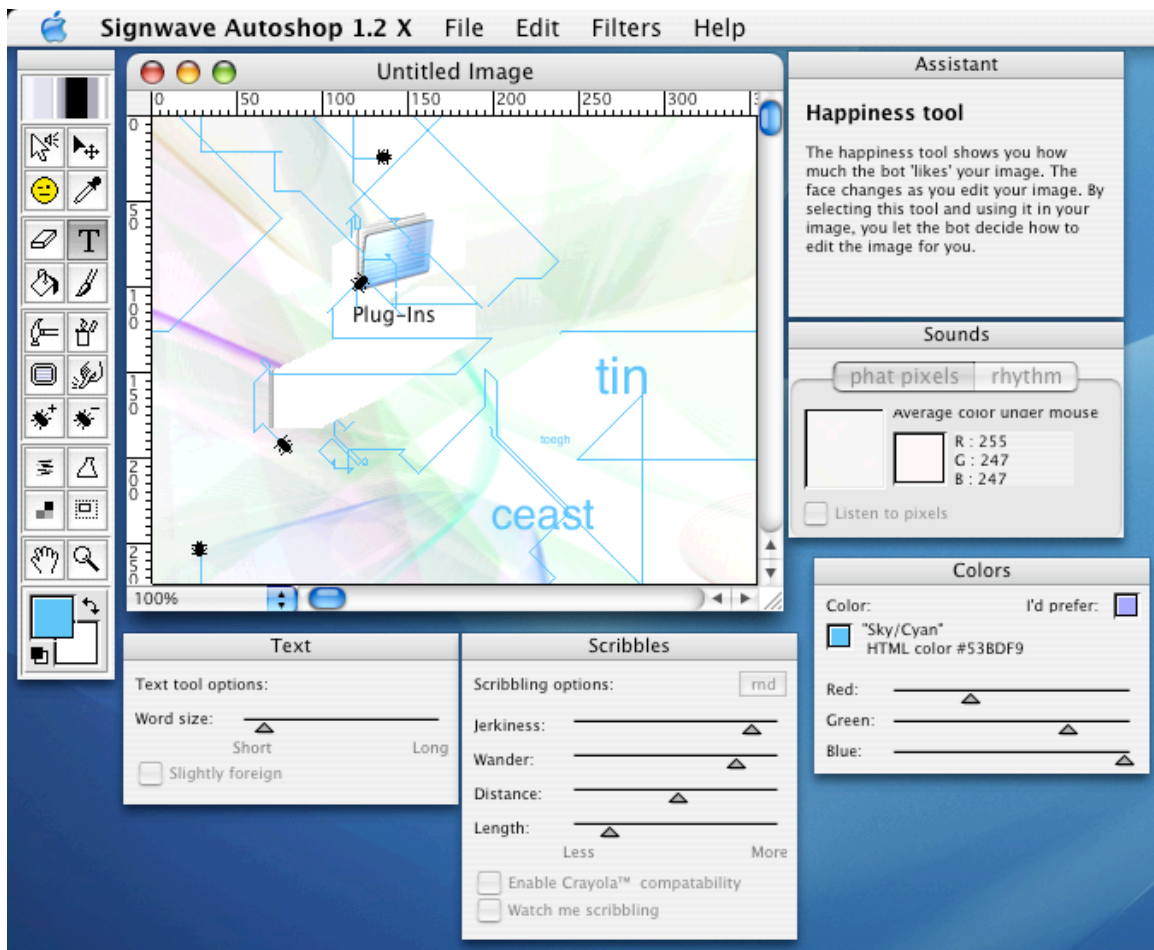 Signwave Autoshop 1.2 X File Edit Filters Help
Untitled Image
0 50 100 150 200 250 300
0
50
100
150
200
250
T
Plug-Ins
tin
toegh
ceast
100%
Assistant
Happiness tool
The happiness tool shows you how
much the bot 'likes' your image. The
face changes as you edit your image. By
selecting this tool and using it in your
image, you let the bot decide how to
edit the image for you.
Sounds
phat pixels rhythm
Average color under mouse
R : 255
G : 247
B : 247
Listen to pixels
Colors
Color: I'd prefer:
"Sky/Cyan"
HTML color #53BDF9
Red:
Green:
Blue:
Text
Text tool options:
Word size:
Short Long
Slightly foreign
Scribbles
Scribbling options: rnd
Jerkiness:
Wander:
Distance:
Length:
Less More
Enable Crayola™ compatability
Watch me scribbling